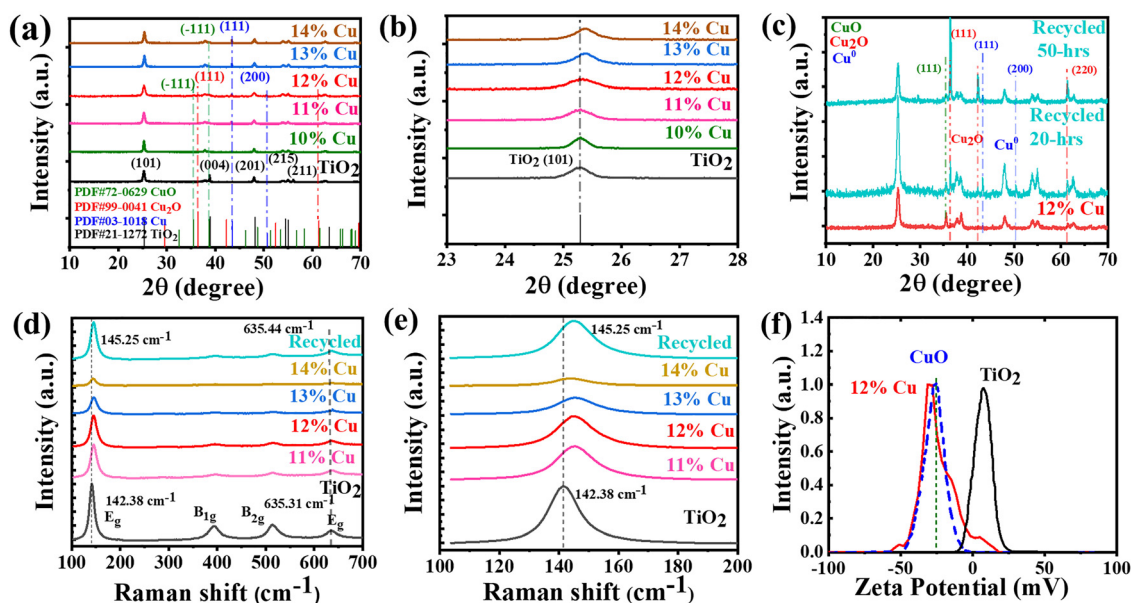 (a)
(-111)
(111)
14% Cu
13% Cu
(-111)
(111)
(200)
12% Cu
11% Cu
10% Cu
(101)
(004)
(201)
(215)
(211)
TiO2
PDF#72-0629 CuO
PDF#99-0041 Cu2O
PDF#03-1018 Cu
PDF#21-1272 TiO2
Intensity (a.u.)
10 20 30 40 50 60 70
2θ (degree)
(b)
14% Cu
13% Cu
12% Cu
11% Cu
10% Cu
TiO2 (101)
TiO2
Intensity (a.u.)
23 24 25 26 27 28
2θ (degree)
(c)
CuO
Cu2O
Cu0
(111)
(111)
(111)
(200)
(220)
Recycled
50-hrs
Cu2O
Cu0
Recycled
20-hrs
12% Cu
Intensity (a.u.)
10 20 30 40 50 60 70
2θ (degree)
(d)
145.25 cm-1
635.44 cm-1
Recycled
14% Cu
13% Cu
12% Cu
11% Cu
TiO2
142.38 cm-1
635.31 cm-1
Eg
B1g
B2g
Eg
Intensity (a.u.)
100 200 300 400 500 600 700
Raman shift (cm-1)
(e)
145.25 cm-1
Recycled
14% Cu
13% Cu
12% Cu
11% Cu
142.38 cm-1
TiO2
Intensity (a.u.)
120 140 160 180 200
100
Raman shift (cm-1)
(f)
1.4
1.2
1.0
0.8
0.6
0.4
0.2
0.0
CuO
12% Cu
TiO2
Intensity (a.u.)
-100 -50 0 50 100
Zeta Potential (mV)